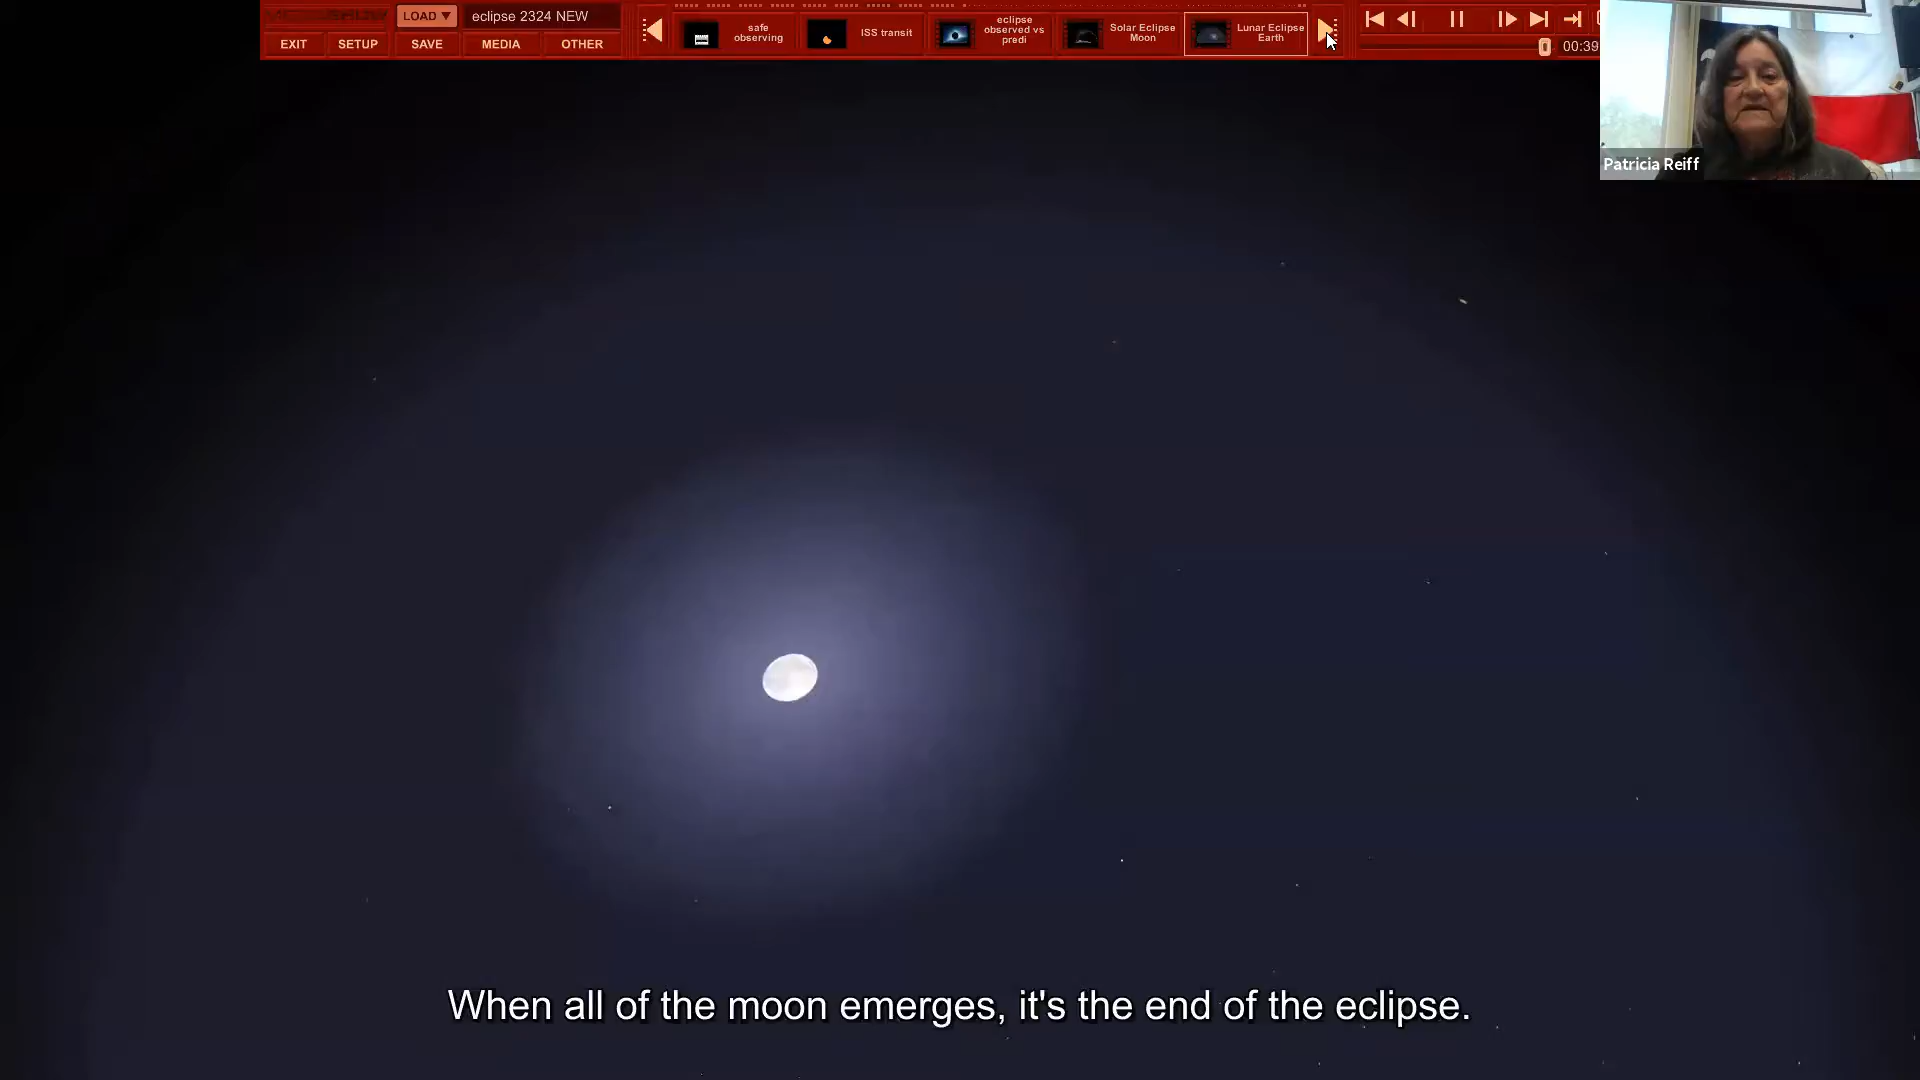 LOAD ▼
eclipse 2324 NEW
EXIT
SETUP
SAVE
MEDIA
OTHER
safe
observing
ISS transit
eclipse
observed vs
predi
Solar Eclipse
Moon
Lunar Eclipse
Earth
00:39
Patricia Reiff
When all of the moon emerges, it's the end of the eclipse.